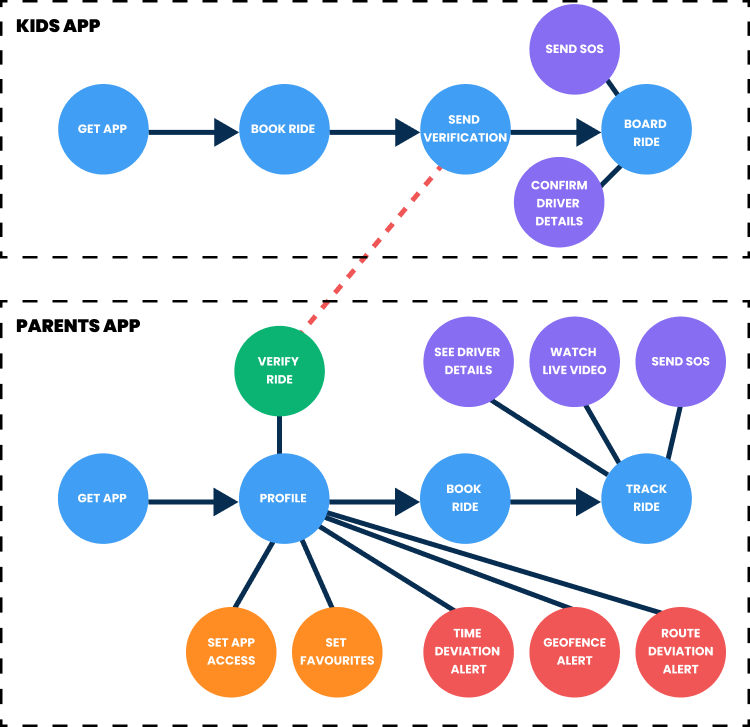 KIDS APP
SEND SOS
GET APP
BOOK RIDE
SEND
VERIFICATION
BOARD
RIDE
CONFIRM
DRIVER
DETAILS
PARENTS APP
VERIFY
RIDE
SEE DRIVER
DETAILS
WATCH
LIVE VIDEO
SEND SOS
GET APP
PROFILE
BOOK
RIDE
TRACK
RIDE
SET APP
ACCESS
SET
FAVOURITES
TIME
DEVIATION
ALERT
GEOFENCE
ALERT
ROUTE
DEVIATION
ALERT